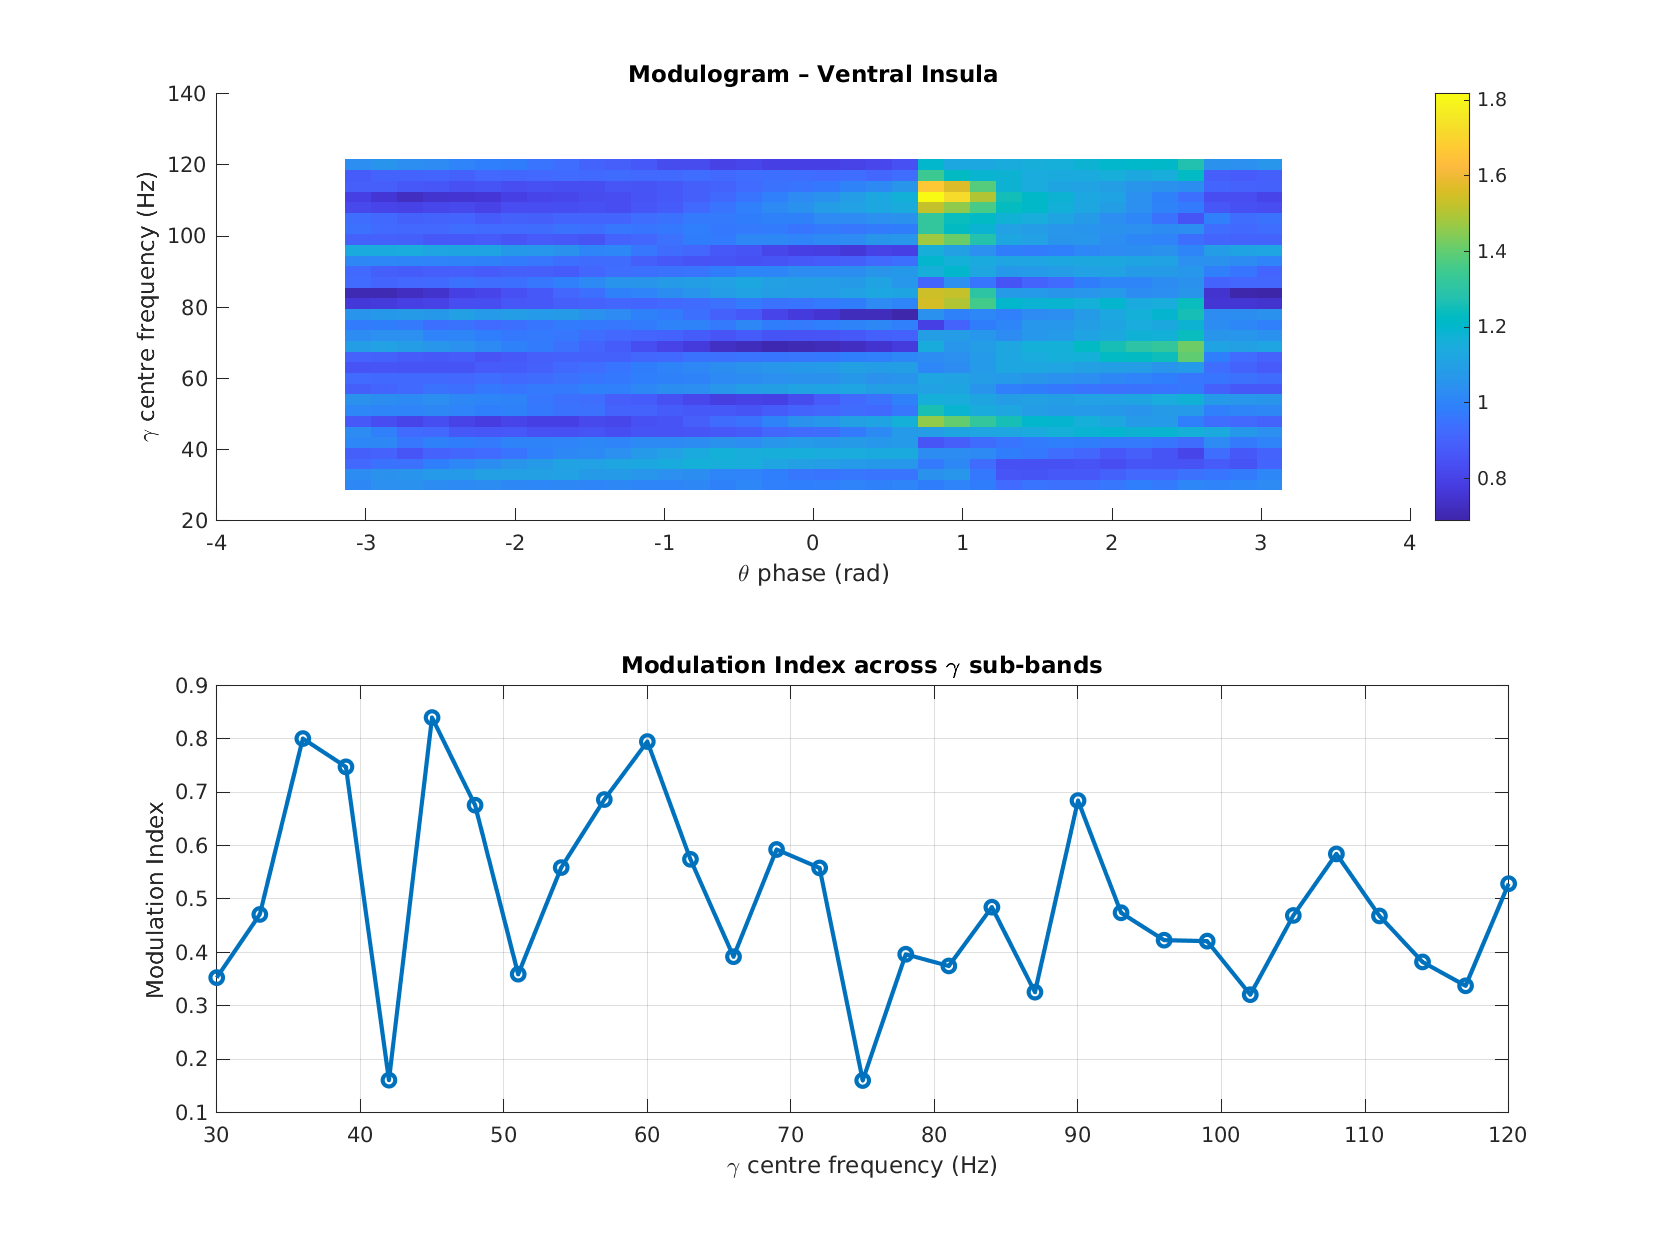 Modulogram – Ventral Insula
γ centre frequency (Hz)
140
120
100
80
60
40
20
-4 -3 -2 -1 0 1 2 3 4
θ phase (rad)
1.8
1.6
1.4
1.2
1
0.8
Modulation Index across γ sub-bands
Modulation Index
0.9
0.8
0.7
0.6
0.5
0.4
0.3
0.2
0.1
30 40 50 60 70 80 90 100 110 120
γ centre frequency (Hz)